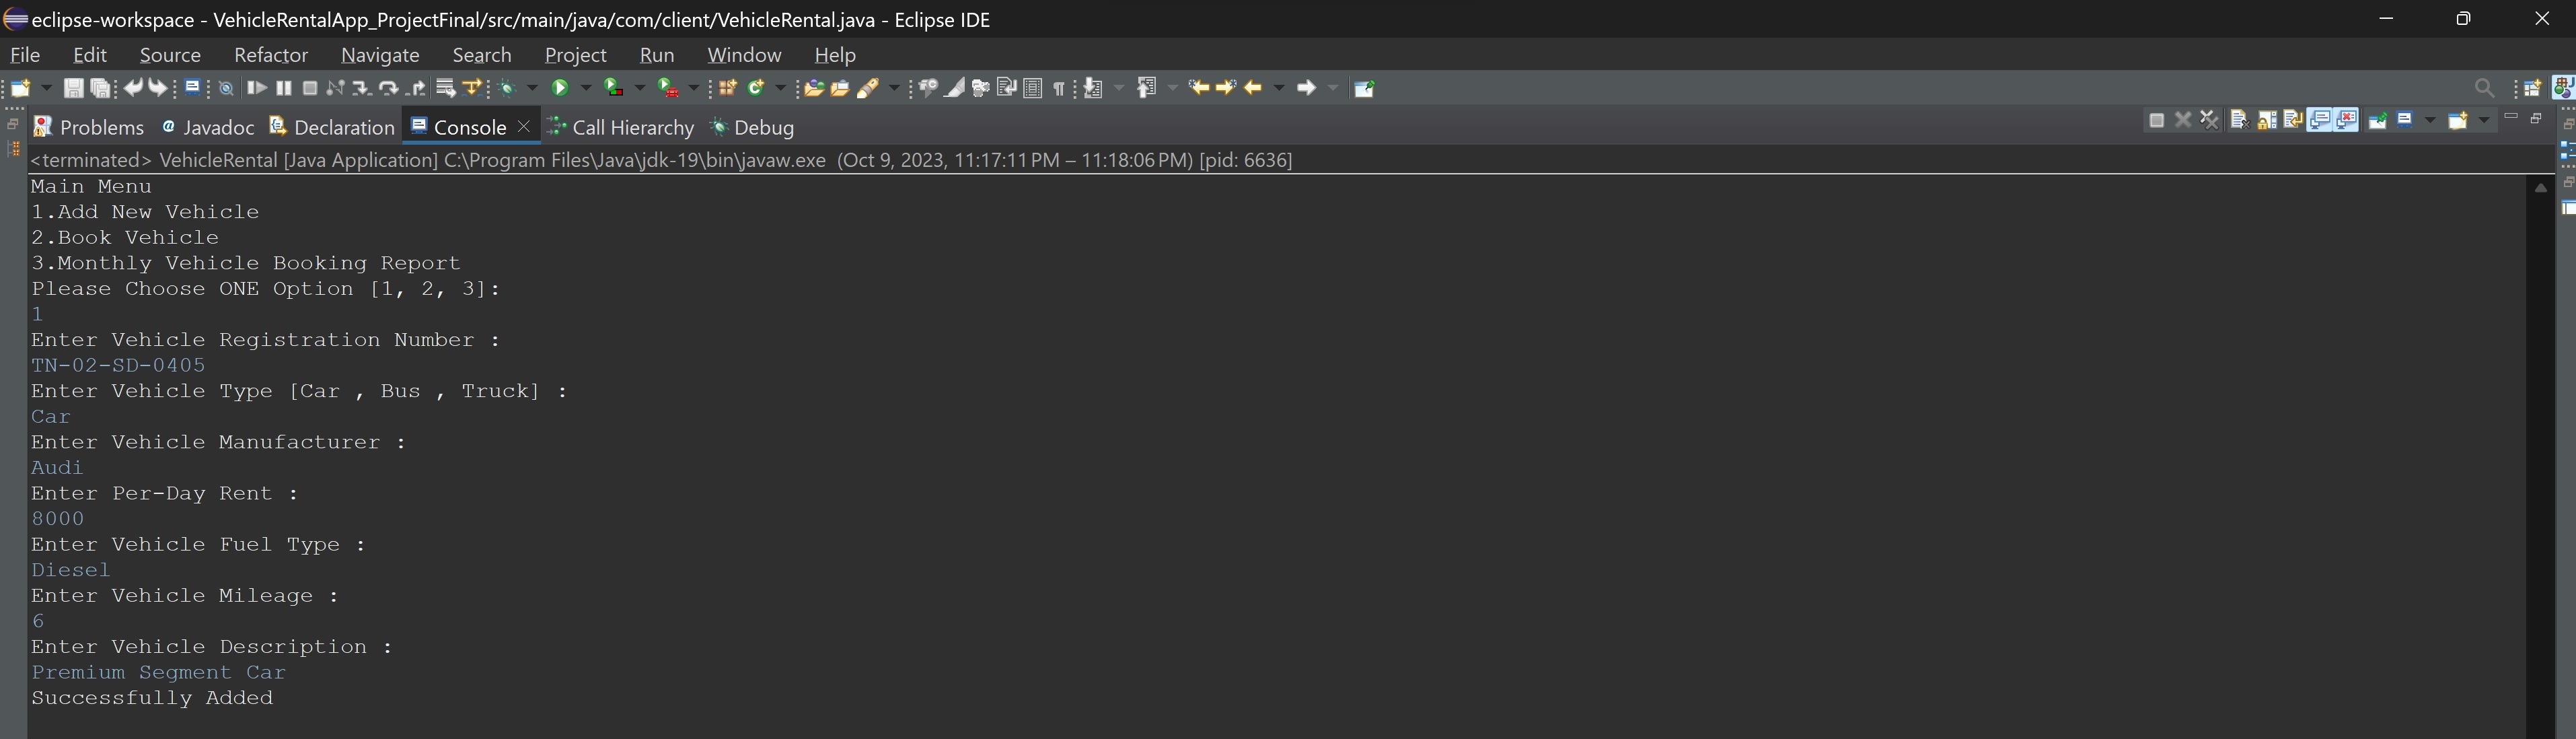 eclipse-workspace - VehicleRentalApp_ProjectFinal/src/main/java/com/client/VehicleRental.java - Eclipse IDE
File Edit Source Refactor Navigate Search Project Run Window Help
Problems @ Javadoc Declaration Console Call Hierarchy Debug
<terminated> VehicleRental [Java Application] C:\Program Files\Java\jdk-19\bin\javaw.exe (Oct 9, 2023, 11:17:11 PM – 11:18:06 PM) [pid: 6636]
Main Menu
1.Add New Vehicle
2.Book Vehicle
3.Monthly Vehicle Booking Report
Please Choose ONE Option [1, 2, 3]:
1
Enter Vehicle Registration Number :
TN-02-SD-0405
Enter Vehicle Type [Car , Bus , Truck] :
Car
Enter Vehicle Manufacturer :
Audi
Enter Per-Day Rent :
8000
Enter Vehicle Fuel Type :
Diesel
Enter Vehicle Mileage :
6
Enter Vehicle Description :
Premium Segment Car
Successfully Added